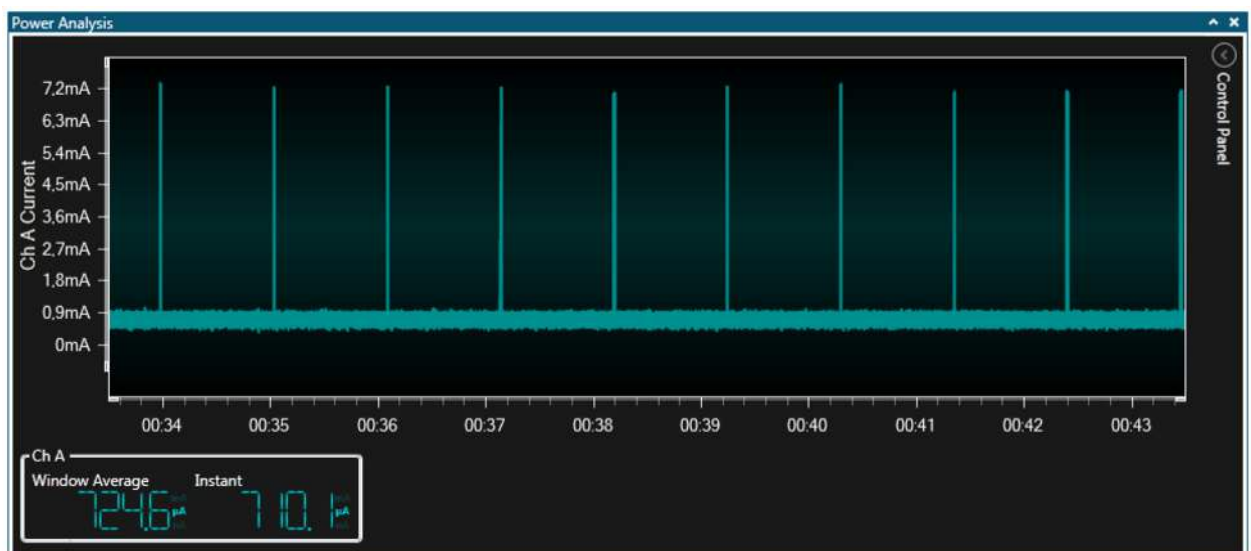 Power Analysis
Control Panel
Ch A Current
7,2mA
6,3mA
5,4mA
4,5mA
3,6mA
2,7mA
1,8mA
0,9mA
0mA
00:34 00:35 00:36 00:37 00:38 00:39 00:40 00:41 00:42 00:43
Ch A
Window Average Instant
724.6 µA 710.1 µA